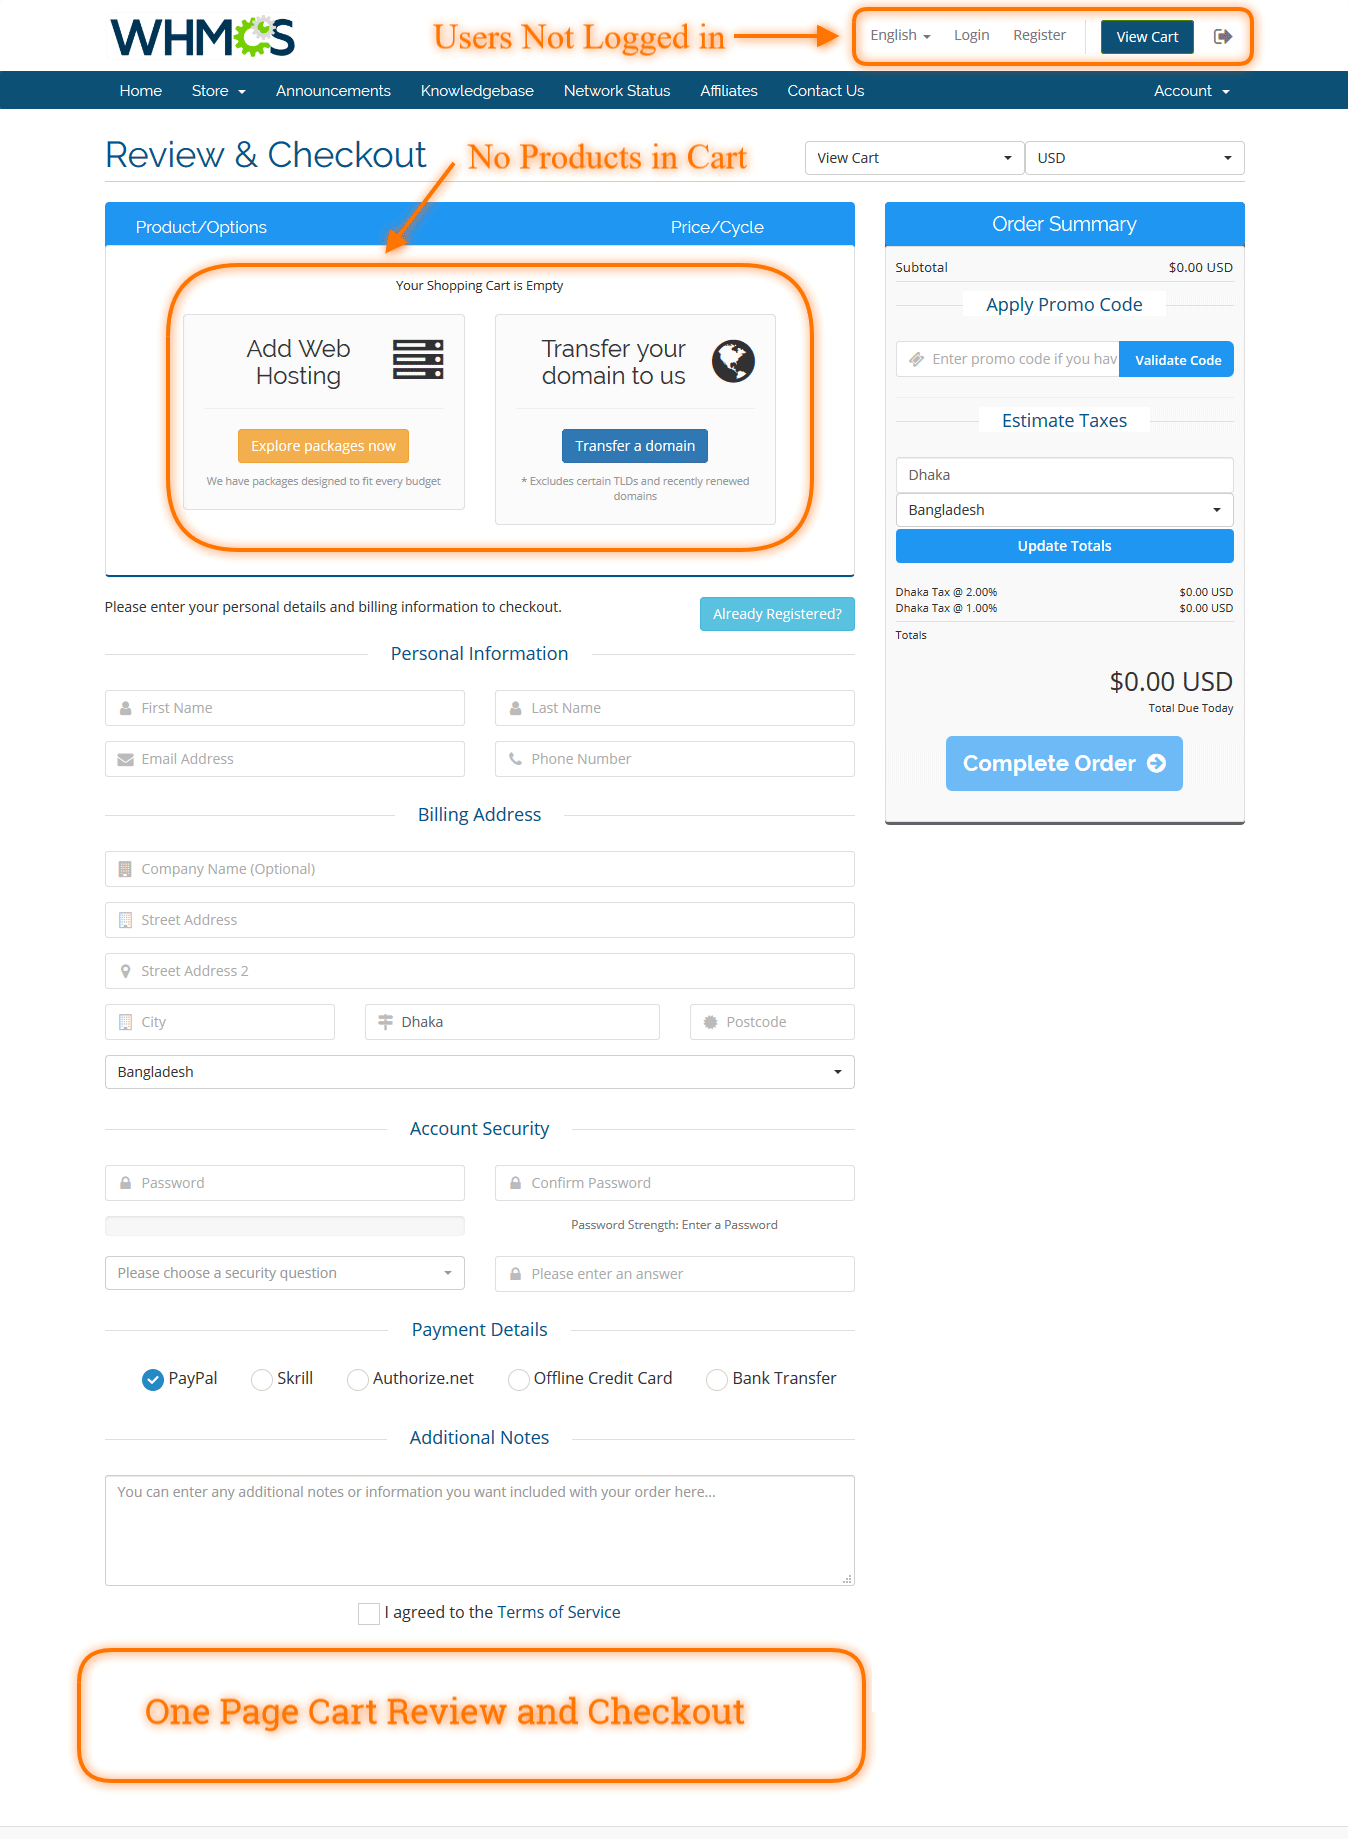 WHMCS
Users Not Logged in
English
Login
Register
View Cart
Home
Store
Announcements
Knowledgebase
Network Status
Affiliates
Contact Us
Account
Review & Checkout
No Products in Cart
View Cart
USD
Product/Options
Price/Cycle
Your Shopping Cart is Empty
Add Web
Hosting
Explore packages now
We have packages designed to fit every budget
Transfer your
domain to us
Transfer a domain
* Excludes certain TLDs and recently renewed
domains
Order Summary
Subtotal $0.00 USD
Apply Promo Code
Enter promo code if you hav
Validate Code
Estimate Taxes
Dhaka
Bangladesh
Update Totals
Dhaka Tax @ 2.00% $0.00 USD
Dhaka Tax @ 1.00% $0.00 USD
Totals
$0.00 USD
Total Due Today
Complete Order
Please enter your personal details and billing information to checkout.
Already Registered?
Personal Information
First Name
Last Name
Email Address
Phone Number
Billing Address
Company Name (Optional)
Street Address
Street Address 2
City
Dhaka
Postcode
Bangladesh
Account Security
Password
Confirm Password
Password Strength: Enter a Password
Please choose a security question
Please enter an answer
Payment Details
PayPal
Skrill
Authorize.net
Offline Credit Card
Bank Transfer
Additional Notes
You can enter any additional notes or information you want included with your order here...
I agreed to the Terms of Service
One Page Cart Review and Checkout